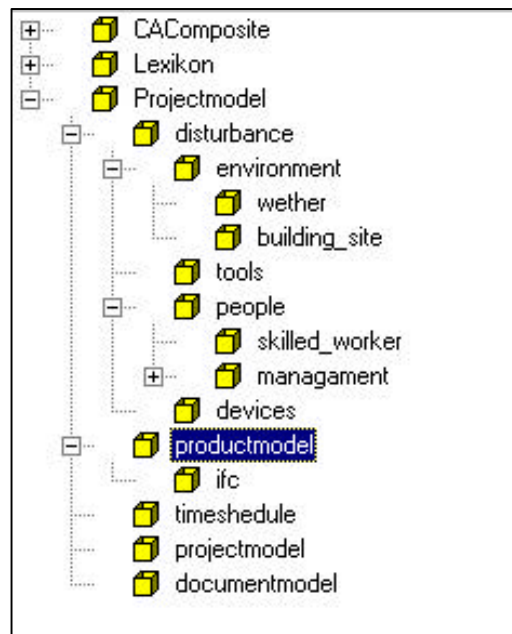 CAComposite
Lexikon
Projectmodel
disturbance
environment
wether
building_site
tools
people
skilled_worker
managament
devices
productmodel
ifc
timeshedule
projectmodel
documentmodel